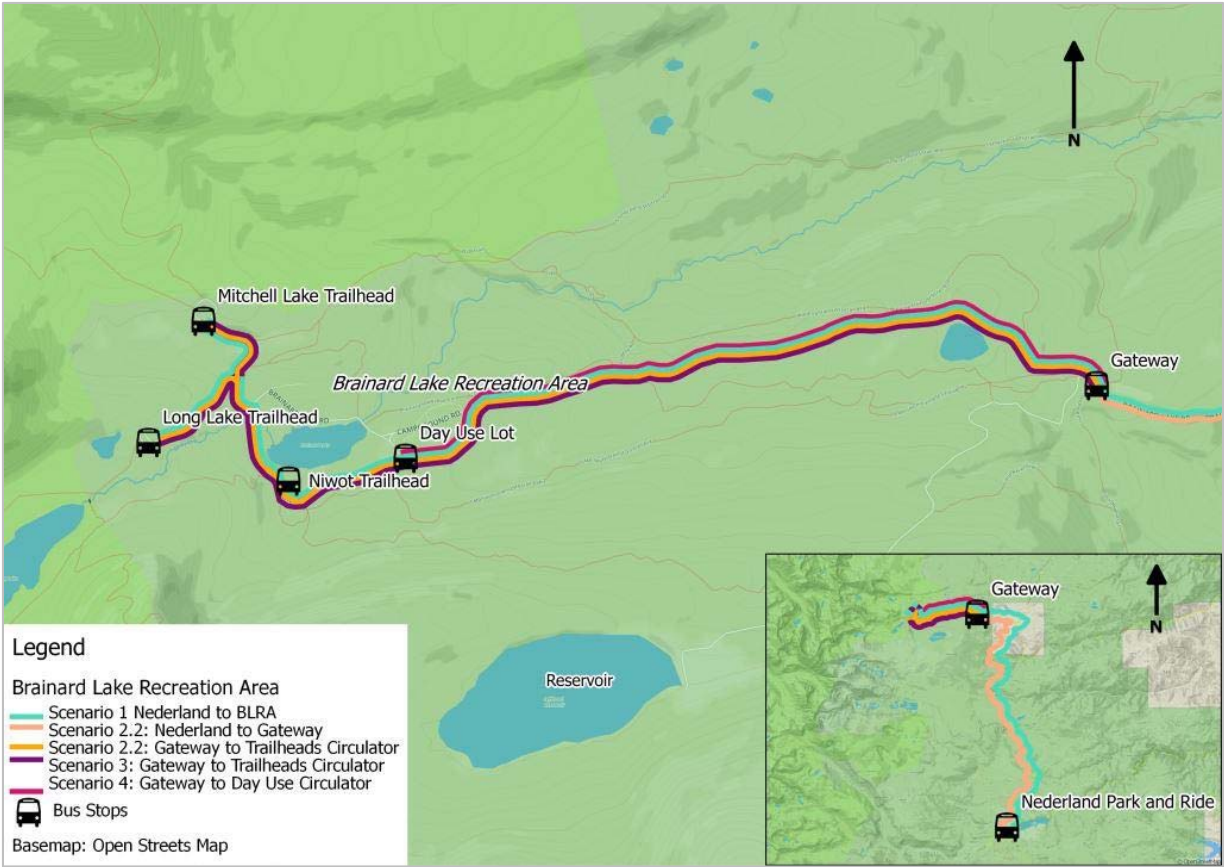 N
Mitchell Lake Trailhead
Gateway
Brainard Lake Recreation Area
Long Lake Trailhead
CAMPGROUND RD
Day Use Lot
Niwot Trailhead
Reservoir
Gateway
N
Nederland Park and Ride
Legend
Brainard Lake Recreation Area
Scenario 1 Nederland to BLRA
Scenario 2.2: Nederland to Gateway
Scenario 2.2: Gateway to Trailheads Circulator
Scenario 3: Gateway to Trailheads Circulator
Scenario 4: Gateway to Day Use Circulator
Bus Stops
Basemap: Open Streets Map